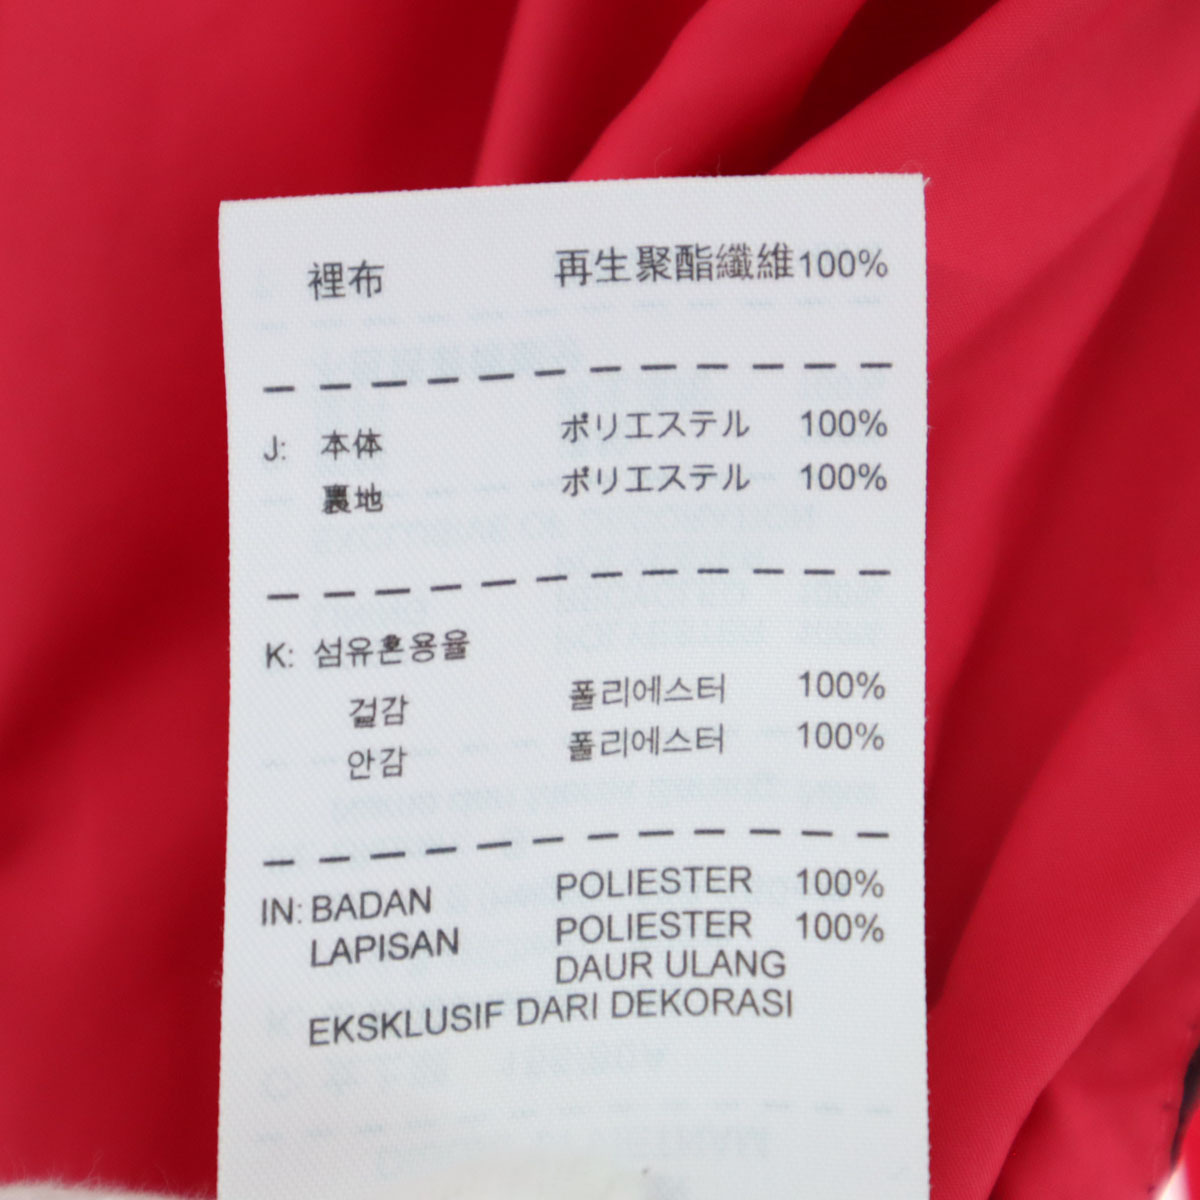 裡布 再生聚酯纖維100%
J: 本体 ポリエステル 100%
裏地 ポリエステル 100%
K: 섬유혼용율
겉감 폴리에스터 100%
안감 폴리에스터 100%
IN: BADAN POLIESTER 100%
LAPISAN POLIESTER 100%
DAUR ULANG
EKSKLUSIF DARI DEKORASI